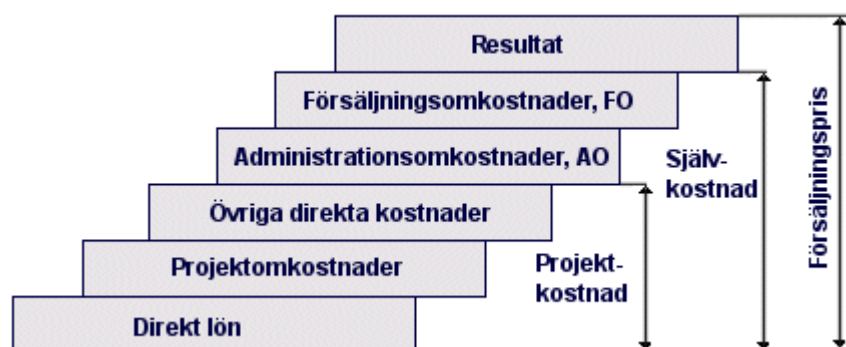 Resultat
Försäljningsomkostnader, FO
Administrationsomkostnader, AO
Övriga direkta kostnader
Projektomkostnader
Direkt lön
Projekt-
kostnad
Själv-
kostnad
Försäljningspris